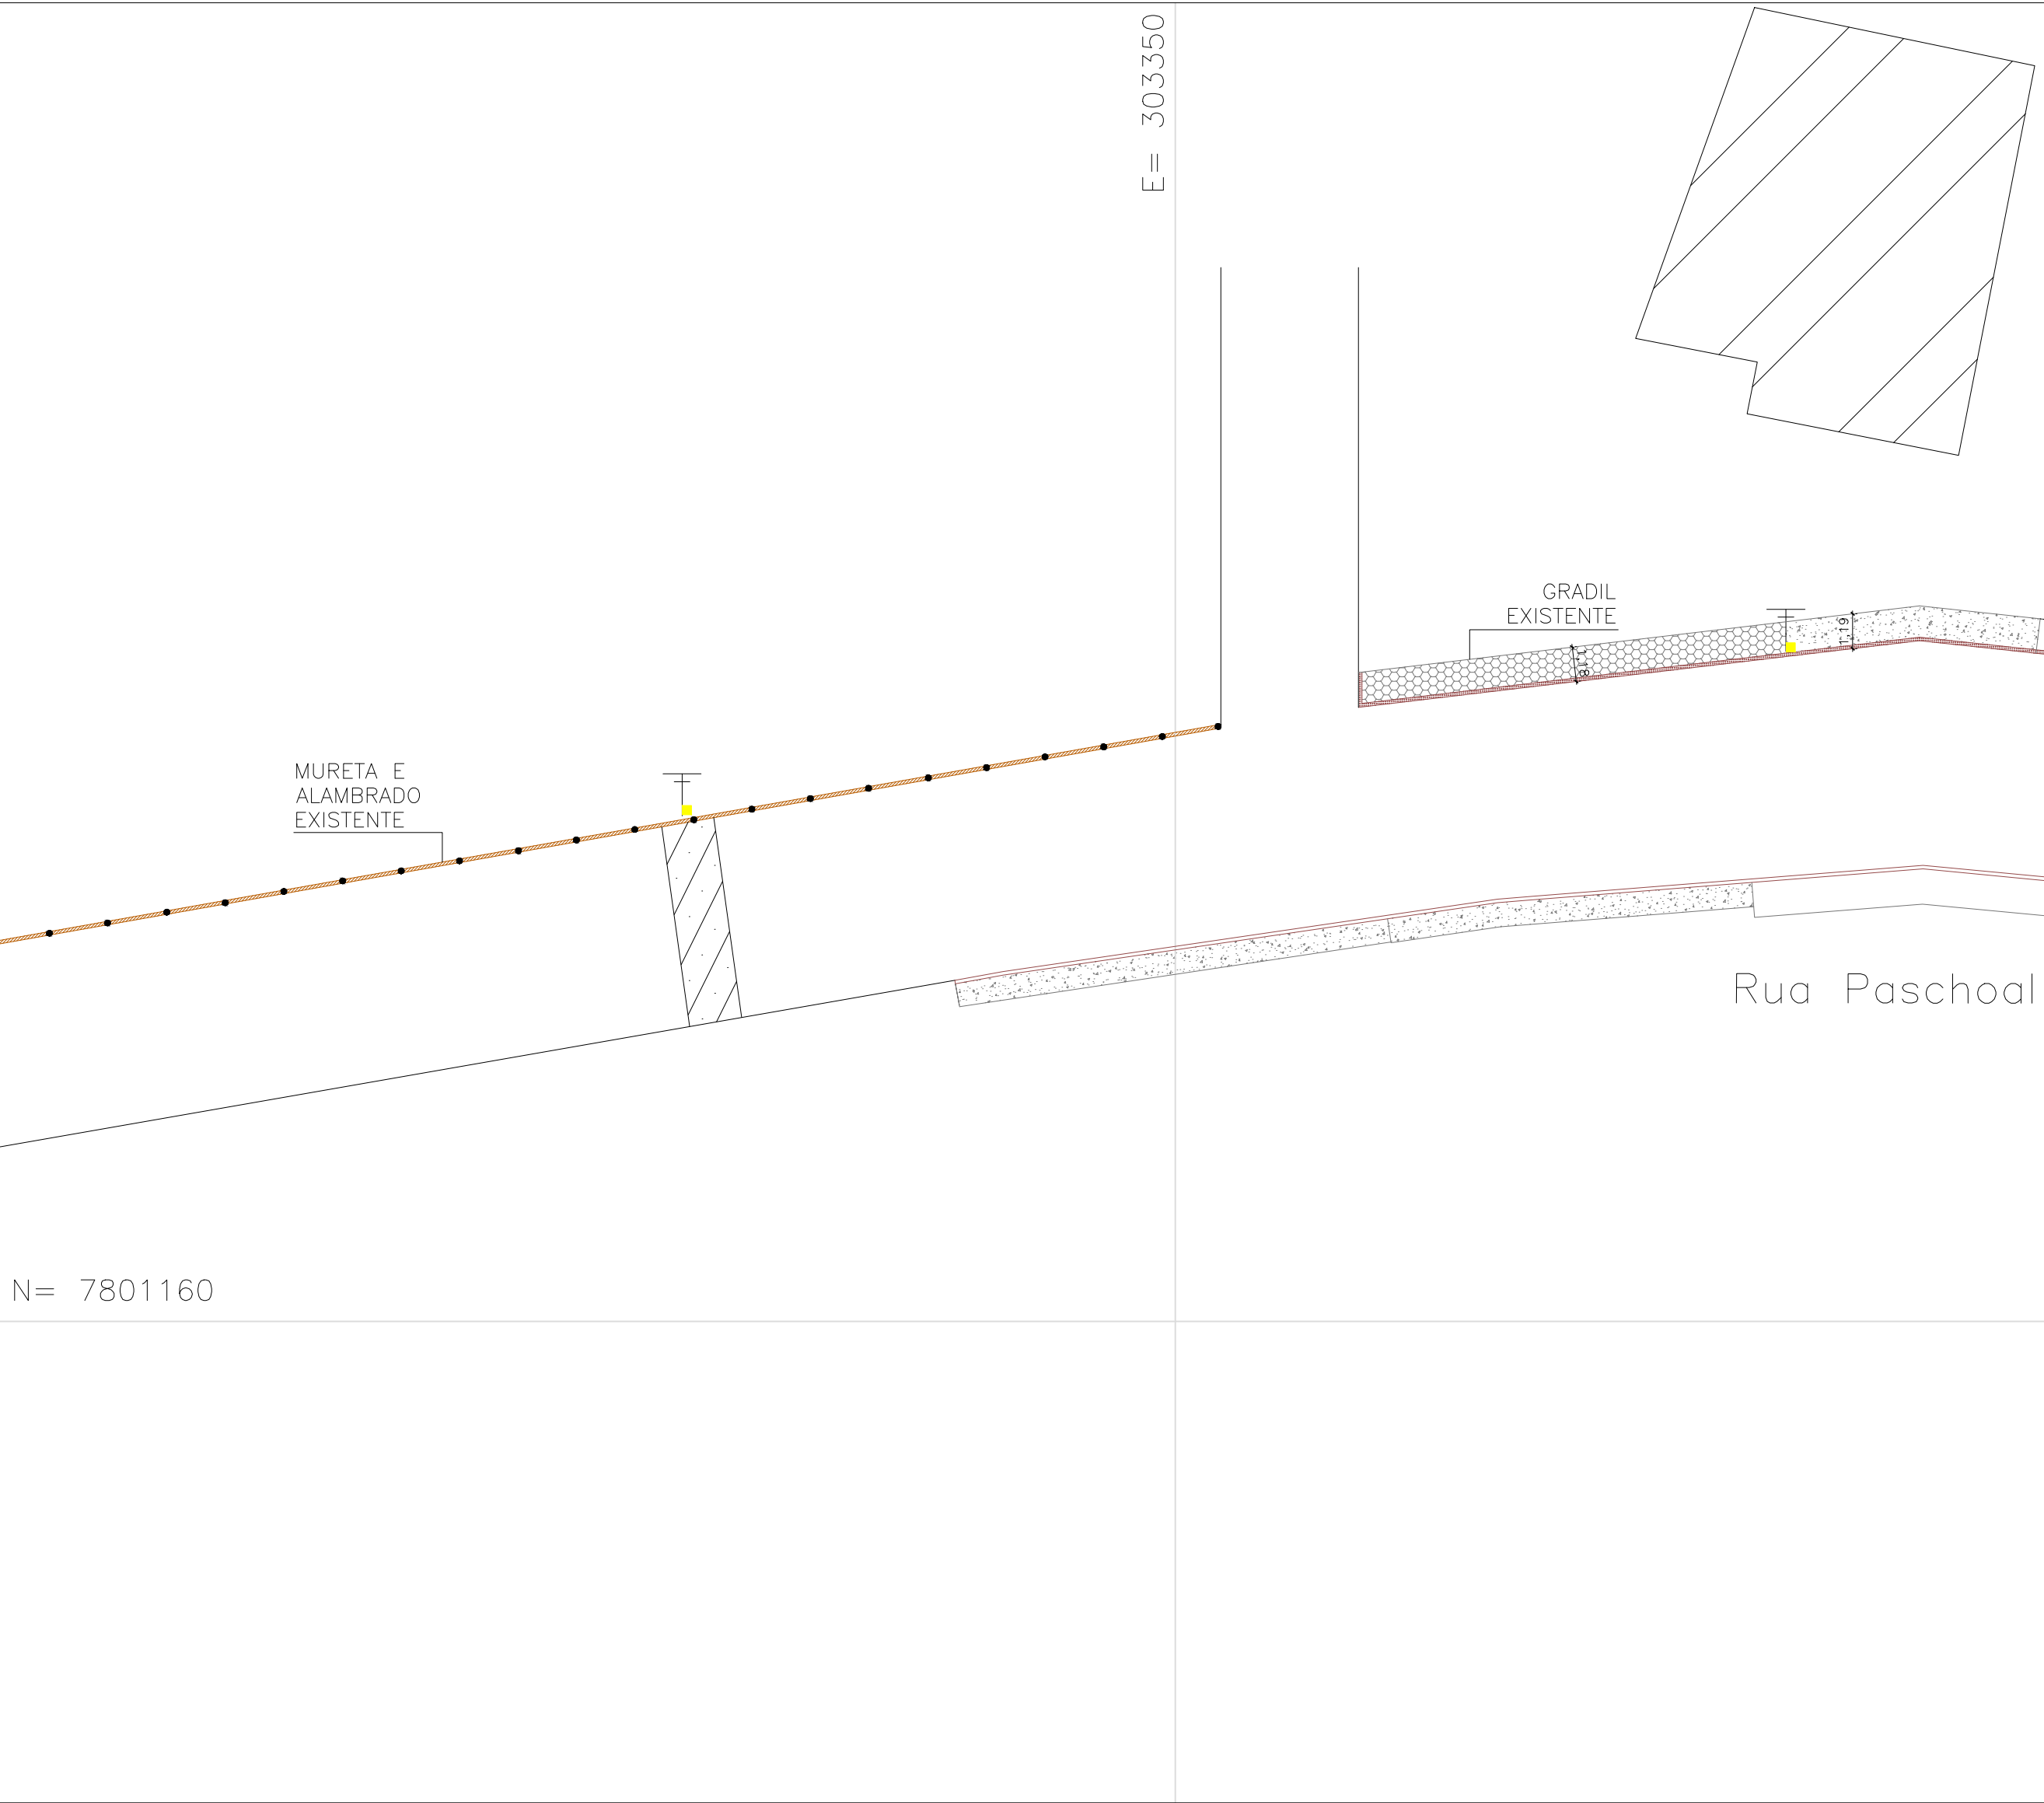 E= 303350
GRADIL
EXISTENTE
1,19
1,18
MURETA E
ALAMBRADO
EXISTENTE
Rua Paschoal
N= 7801160